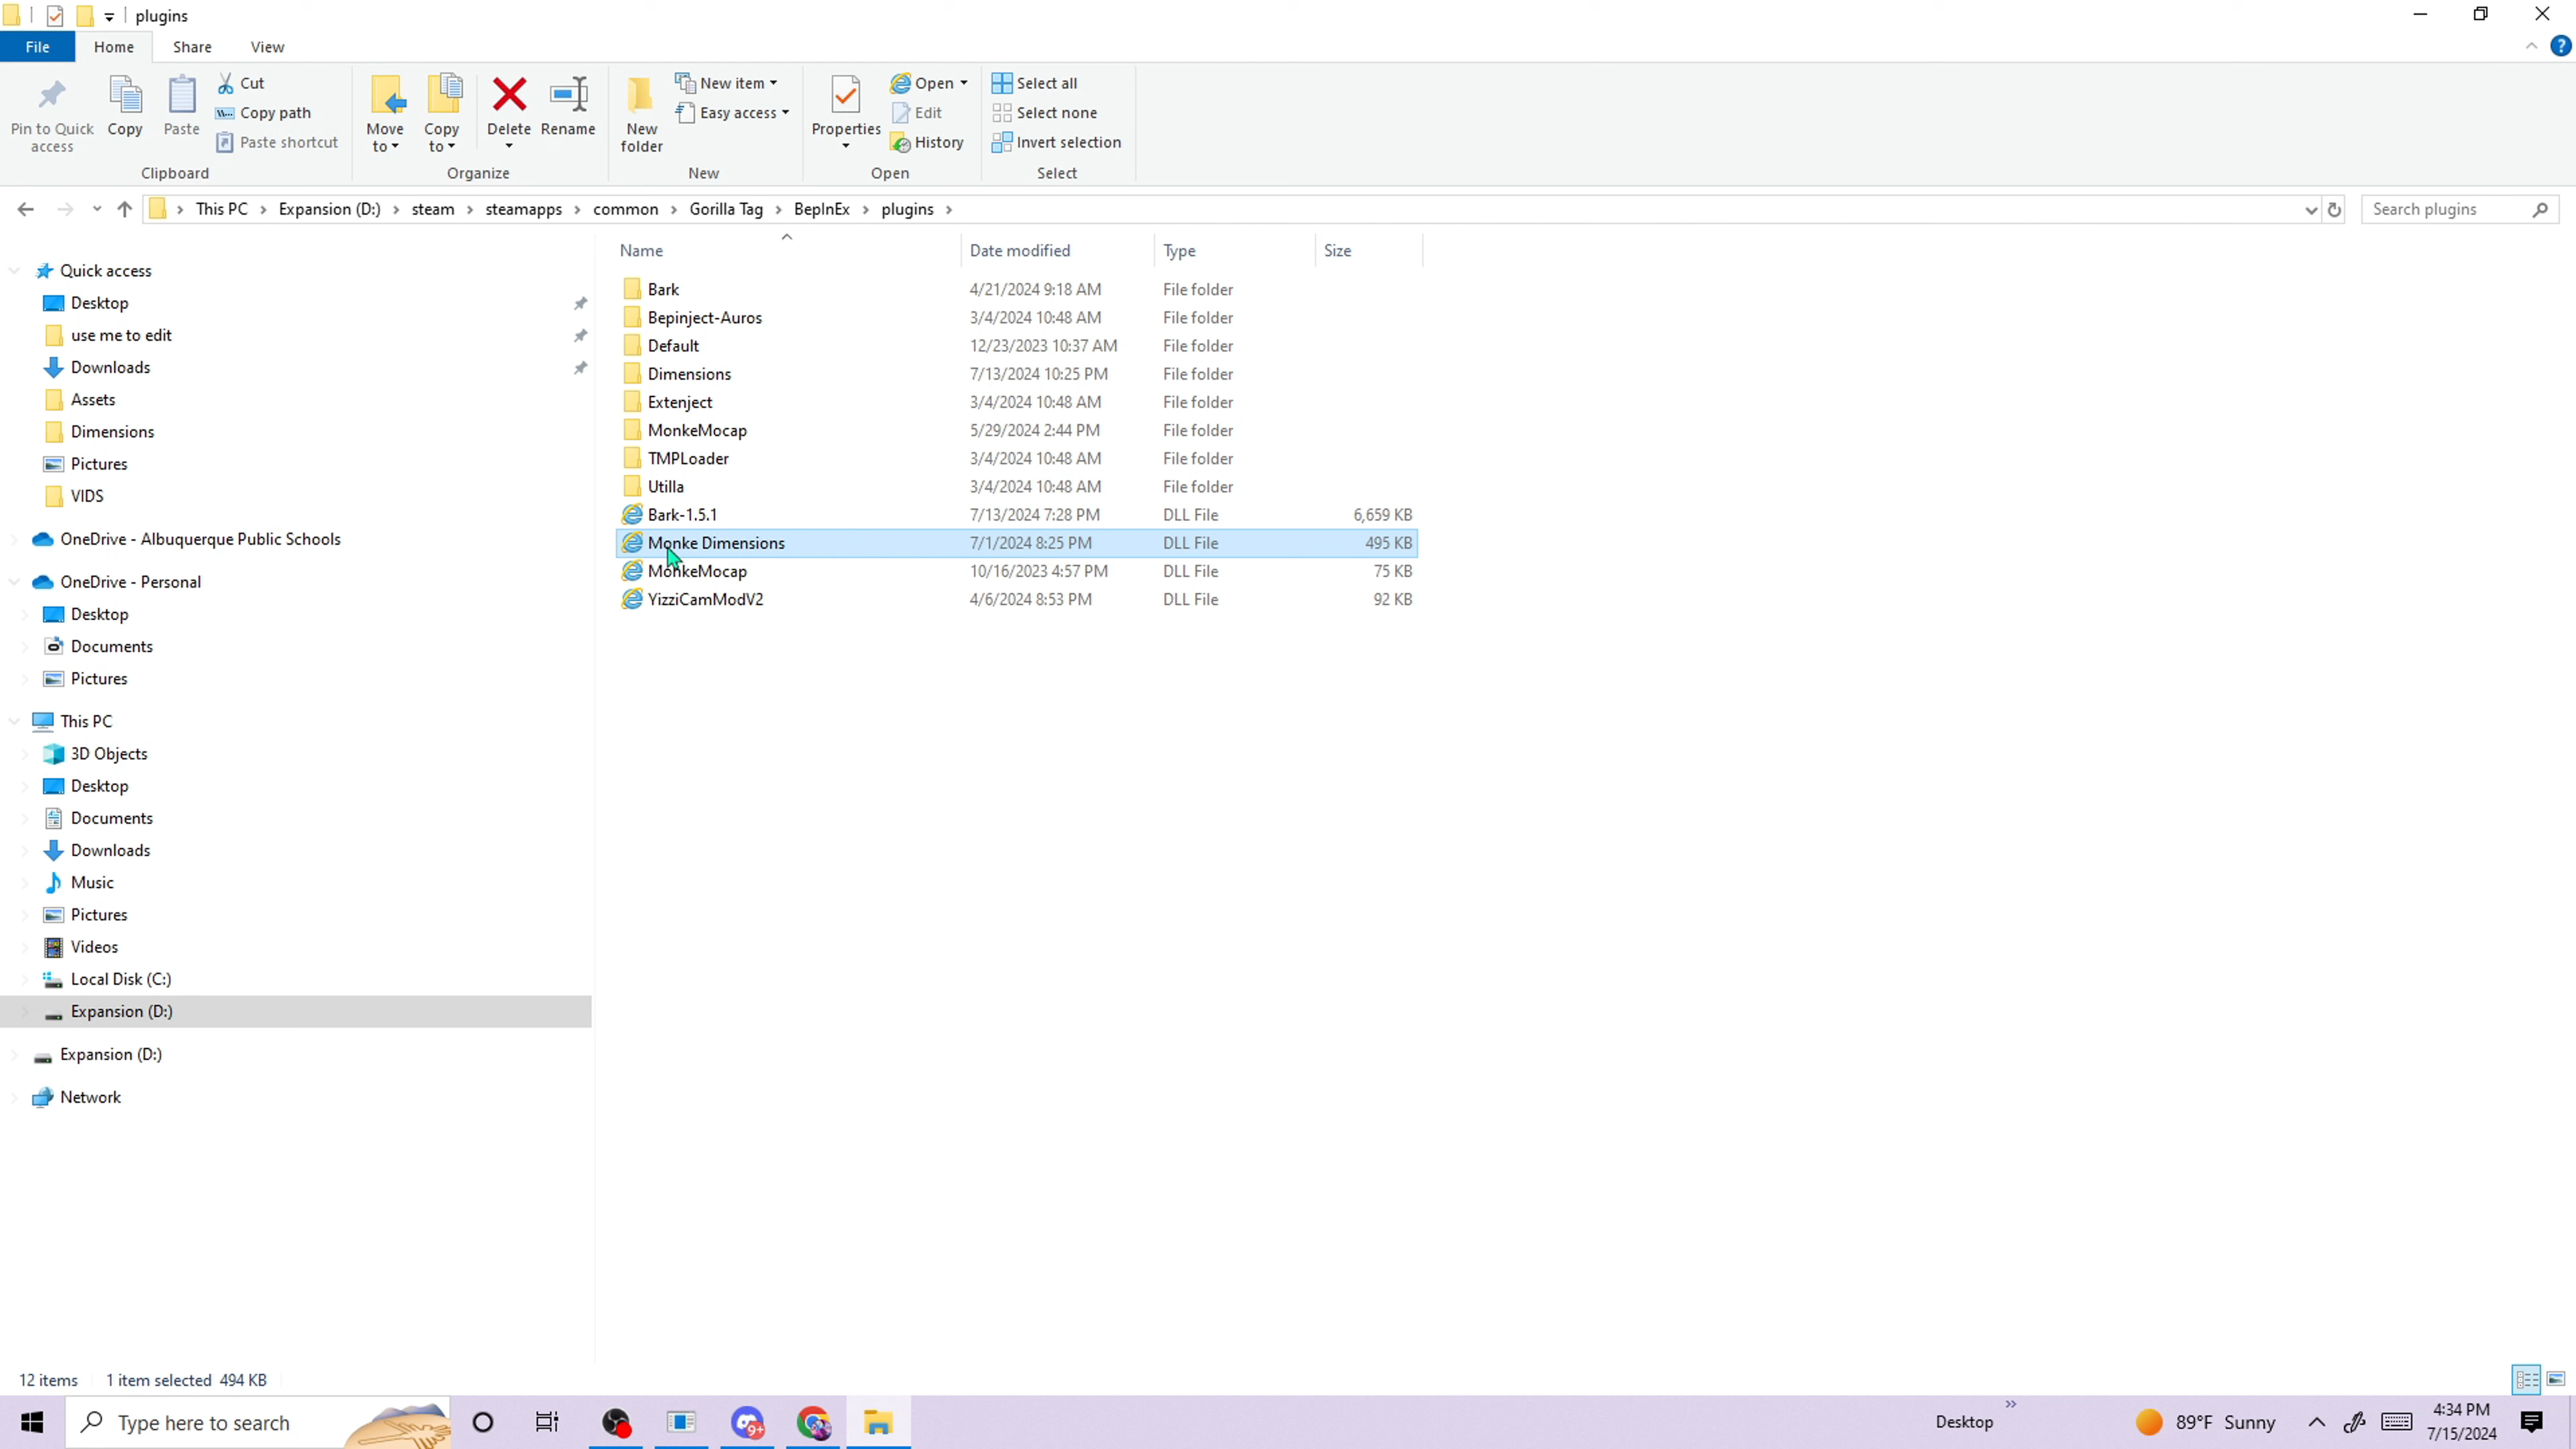 plugins
File Home Share View
Pin to Quick access
Copy
Paste
Cut
Copy path
Paste shortcut
Clipboard
Move to
Copy to
Delete
Rename
Organize
New folder
New item
Easy access
New
Properties
Open
Edit
History
Open
Select all
Select none
Invert selection
Select
This PC Expansion (D:) steam steamapps common Gorilla Tag BepInEx plugins
Search plugins
Name Date modified Type Size
Bark 4/21/2024 9:18 AM File folder
Bepinject-Auros 3/4/2024 10:48 AM File folder
Default 12/23/2023 10:37 AM File folder
Dimensions 7/13/2024 10:25 PM File folder
Extenject 3/4/2024 10:48 AM File folder
MonkeMocap 5/29/2024 2:44 PM File folder
TMPLoader 3/4/2024 10:48 AM File folder
Utilla 3/4/2024 10:48 AM File folder
Bark-1.5.1 7/13/2024 7:28 PM DLL File 6,659 KB
Monke Dimensions 7/1/2024 8:25 PM DLL File 495 KB
MonkeMocap 10/16/2023 4:57 PM DLL File 75 KB
YizziCamModV2 4/6/2024 8:53 PM DLL File 92 KB
Quick access
Desktop
use me to edit
Downloads
Assets
Dimensions
Pictures
VIDS
OneDrive - Albuquerque Public Schools
OneDrive - Personal
Desktop
Documents
Pictures
This PC
3D Objects
Desktop
Documents
Downloads
Music
Pictures
Videos
Local Disk (C:)
Expansion (D:)
Expansion (D:)
Network
12 items 1 item selected 494 KB
Type here to search
9+
Desktop
89°F Sunny
4:34 PM
7/15/2024